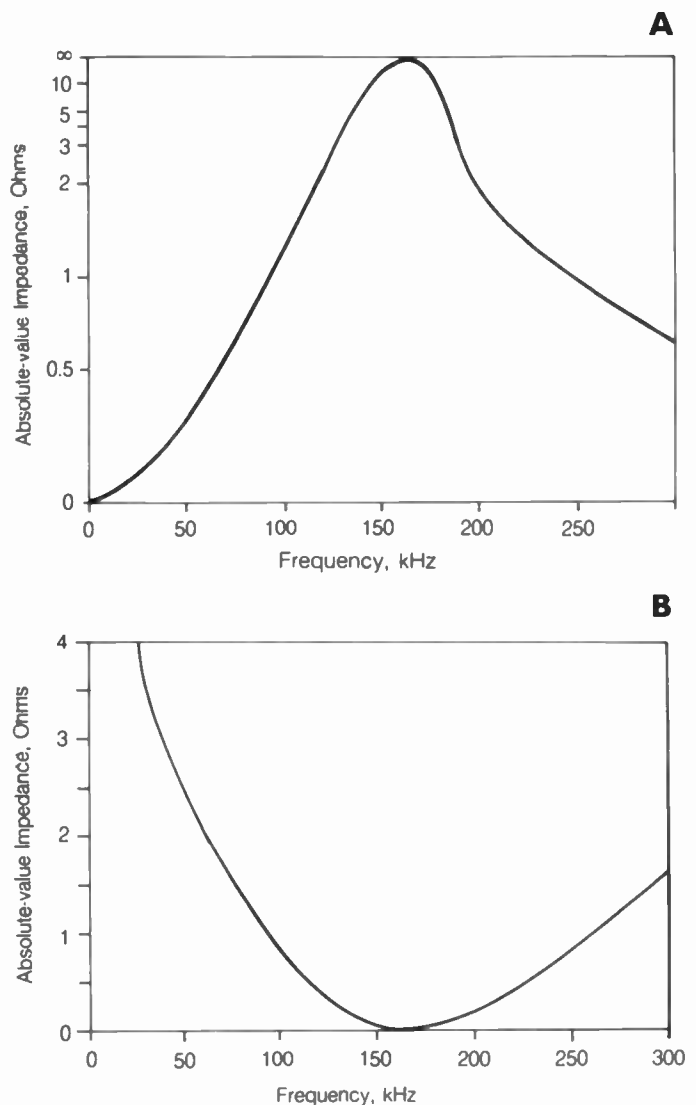 A
∞
10
5
3
2
1
0.5
0
Absolute-value Impedance, Ohms
0 50 100 150 200 250
Frequency, kHz
B
4
3
2
1
0
Absolute-value Impedance, Ohms
0 50 100 150 200 250 300
Frequency, kHz